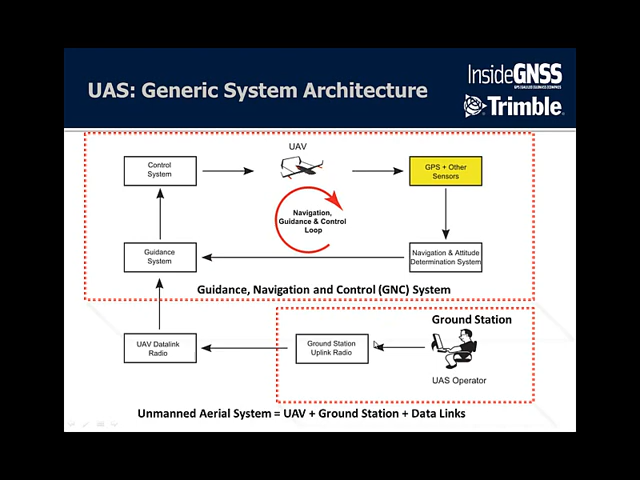 UAS: Generic System Architecture
InsideGNSS
Trimble
UAV
Control
System
GPS + Other
Sensors
Navigation,
Guidance & Control
Loop
Guidance
System
Navigation & Attitude
Determination System
Guidance, Navigation and Control (GNC) System
Ground Station
UAV Datalink
Radio
Ground Station
Uplink Radio
UAS Operator
Unmanned Aerial System = UAV + Ground Station + Data Links